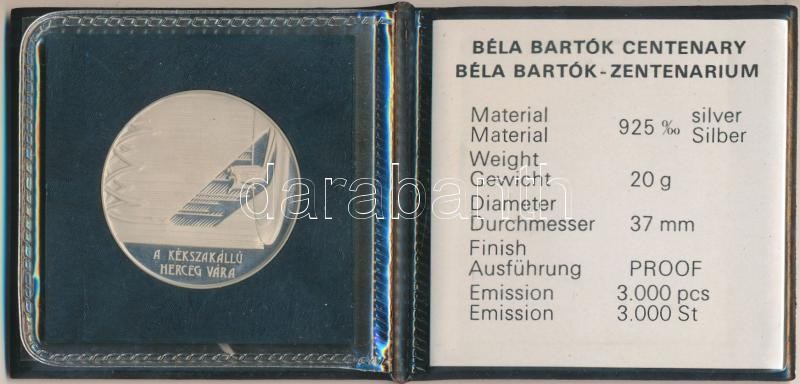 A KÉKSZAKÁLLÚ
HERCEG VÁRA
BÉLA BARTÓK CENTENARY
BÉLA BARTÓK-ZENTENARIUM
Material 925 ‰ silver
Material Silber
Weight
Gewicht 20 g
Diameter
Durchmesser 37 mm
Finish
Ausführung PROOF
Emission 3.000 pcs
Emission 3.000 St
darabanth